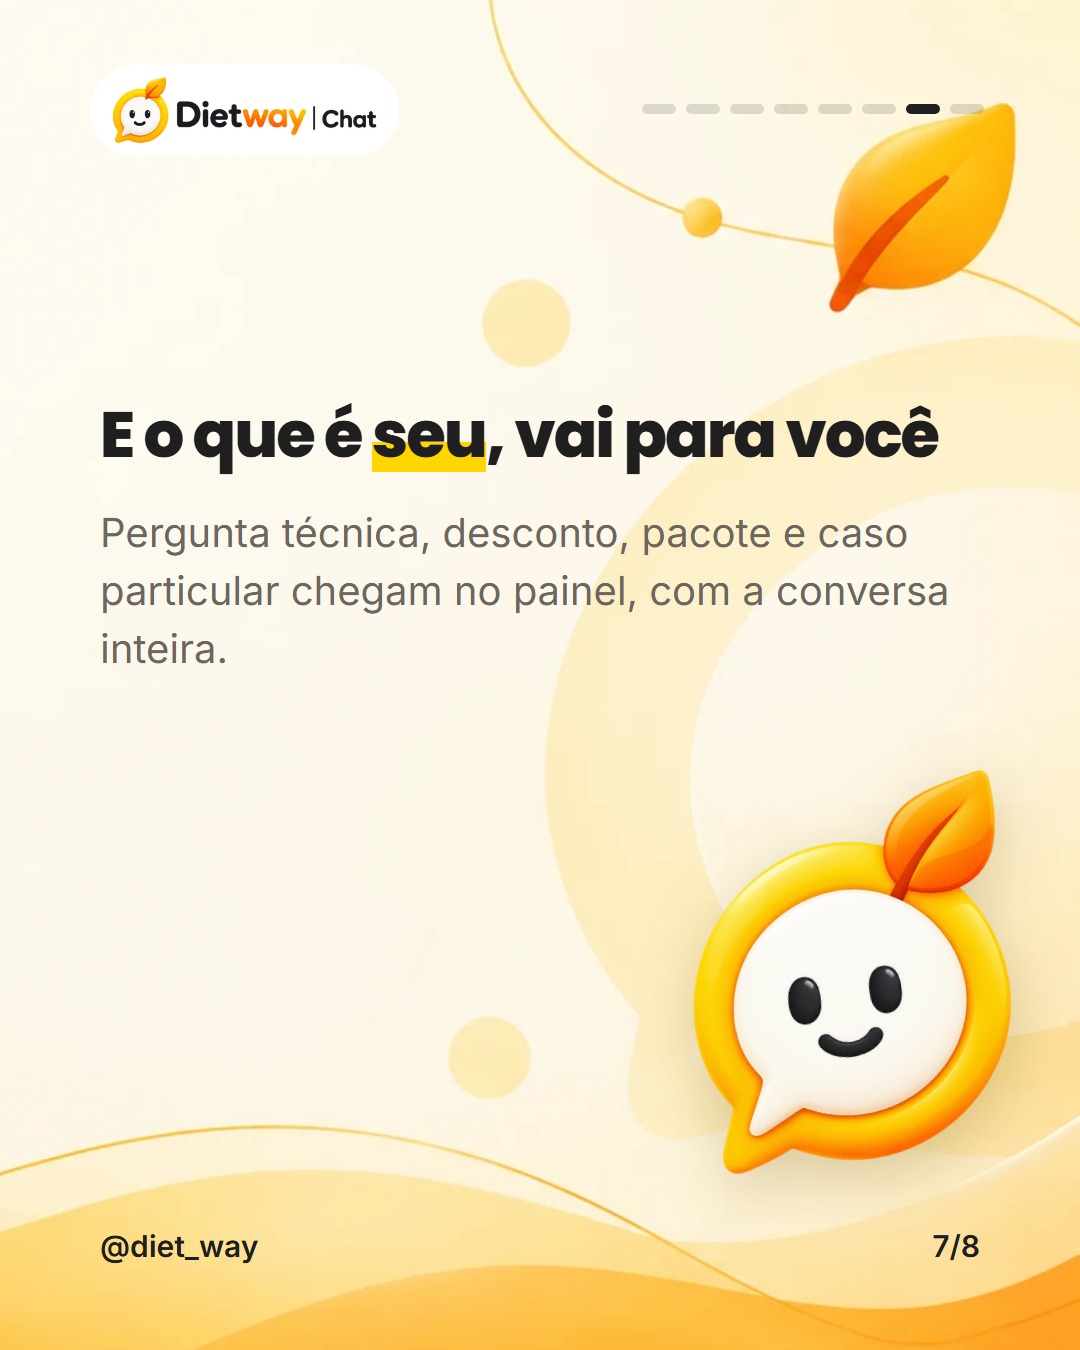 Dietway | Chat
E o que é seu, vai para você
Pergunta técnica, desconto, pacote e caso
particular chegam no painel, com a conversa
inteira.
@diet_way
7/8